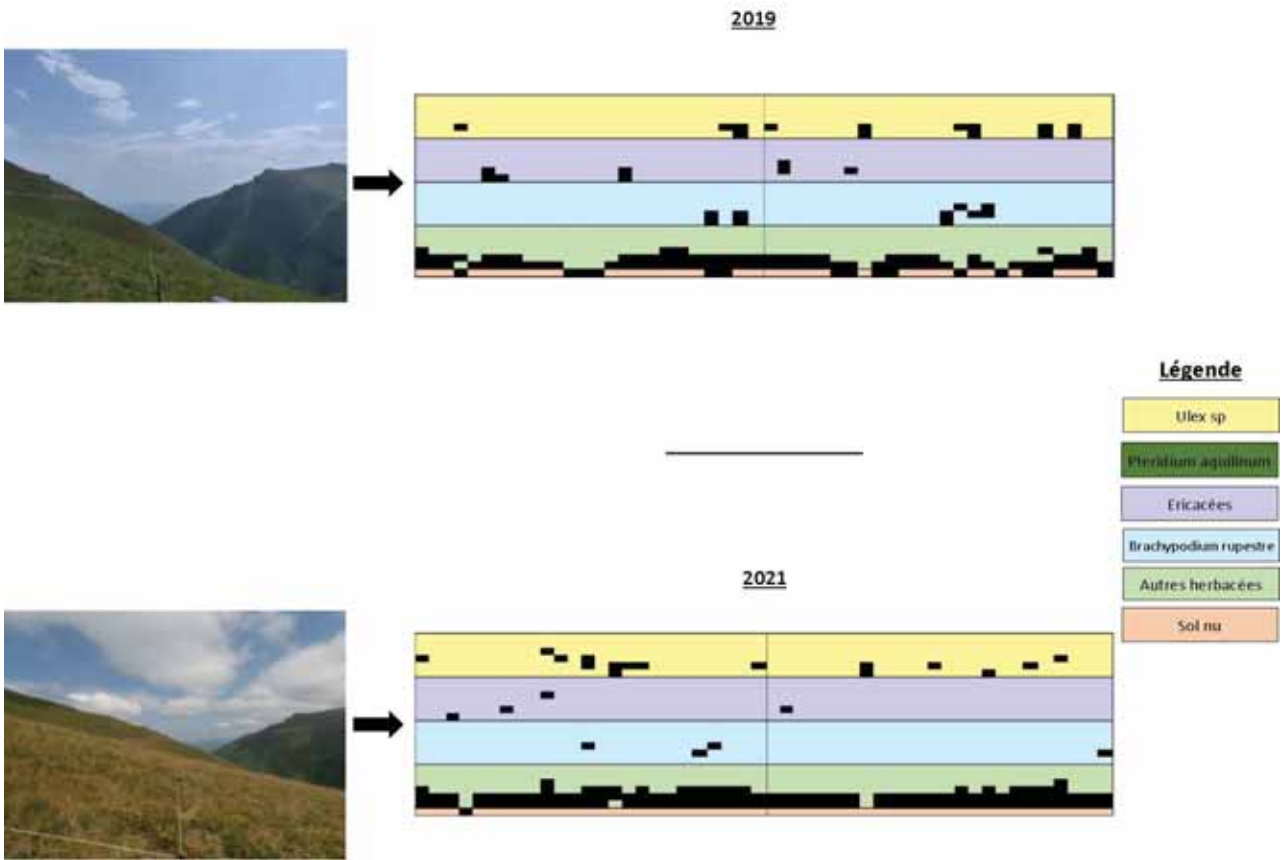 2019
Légende
Ulex sp
Pteridium aquilinum
Ericacées
Brachypodium rupestre
Autres herbacées
Sol nu
2021